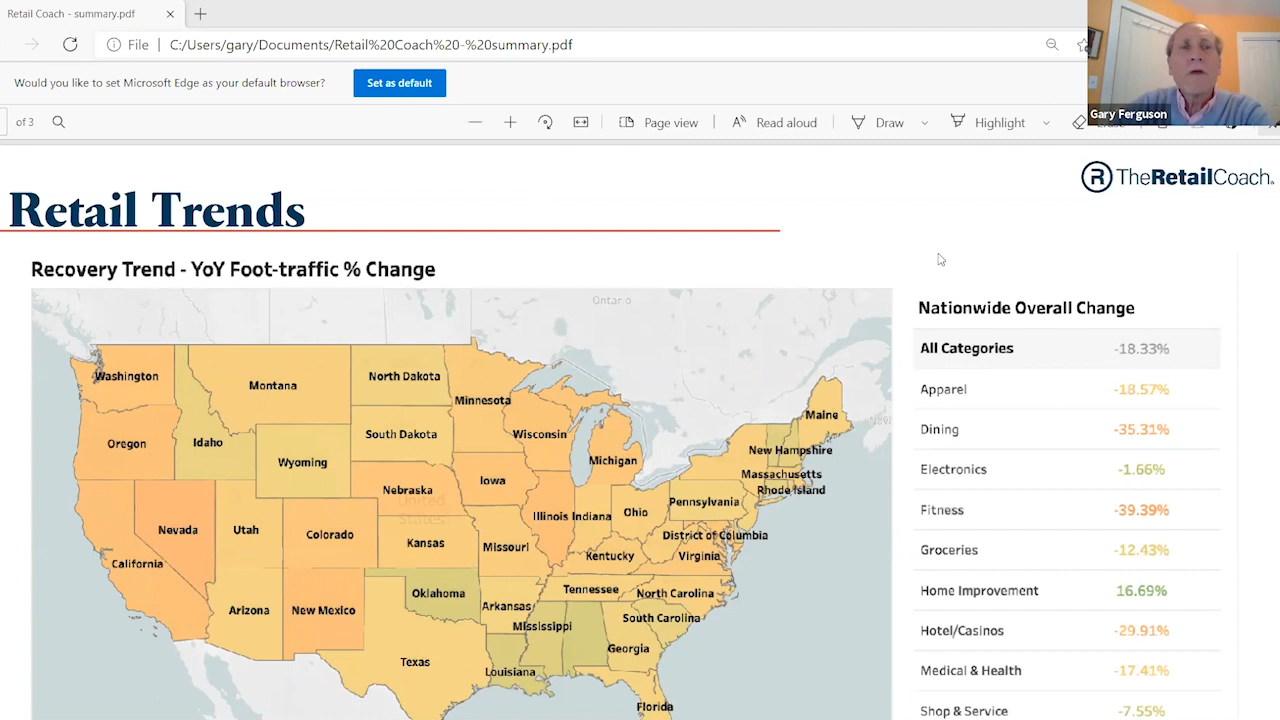 Retail Coach - summary.pdf
File | C:/Users/gary/Documents/Retail%20Coach%20-%20summary.pdf
Would you like to set Microsoft Edge as your default browser?
Set as default
Gary Ferguson
of 3
Page view
Read aloud
Draw
Highlight
Erase
TheRetailCoach
Retail Trends
Recovery Trend - YoY Foot-traffic % Change
Ontario
Washington
Montana
North Dakota
Minnesota
Maine
Oregon
Idaho
South Dakota
Wisconsin
New Hampshire
Wyoming
Michigan
Massachusetts
Nebraska
Iowa
Rhode Island
United
States
Pennsylvania
Nevada
Utah
Colorado
Illinois
Indiana
Ohio
District of Columbia
Kansas
Missouri
Kentucky
Virginia
California
Oklahoma
Tennessee
North Carolina
Arizona
New Mexico
Arkansas
South Carolina
Mississippi
Georgia
Texas
Louisiana
Florida
Nationwide Overall Change
All Categories -18.33%
Apparel -18.57%
Dining -35.31%
Electronics -1.66%
Fitness -39.39%
Groceries -12.43%
Home Improvement 16.69%
Hotel/Casinos -29.91%
Medical & Health -17.41%
Shop & Service -7.55%